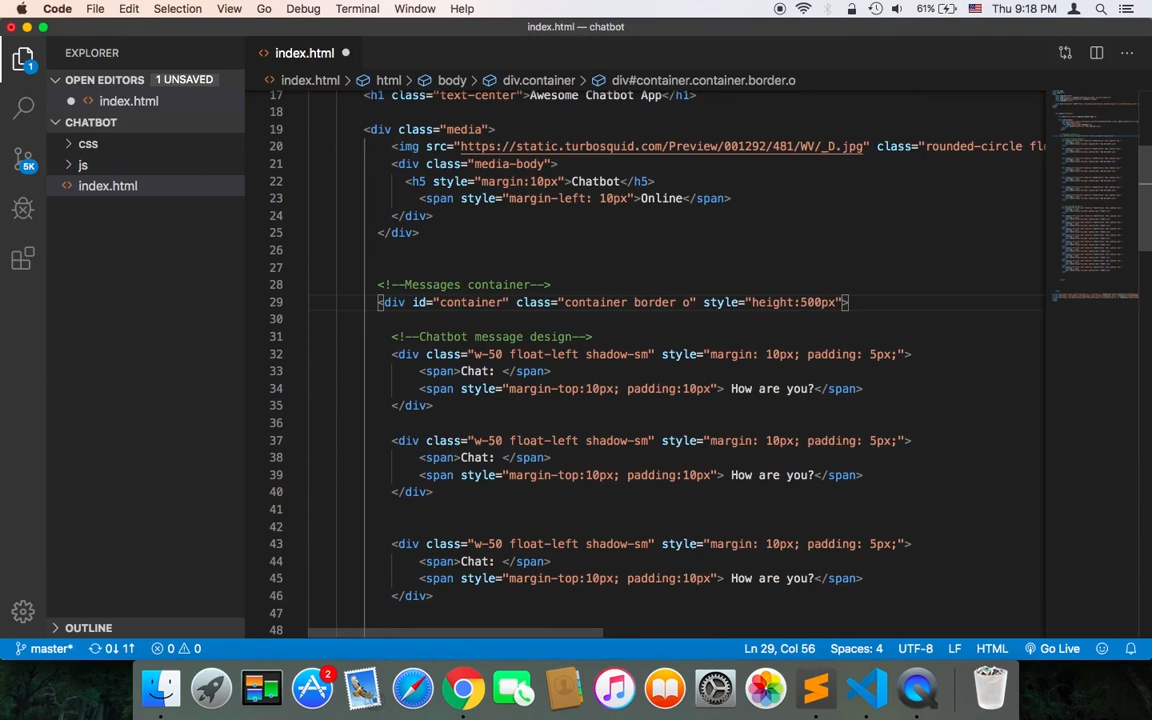 Code File Edit Selection View Go Debug Terminal Window Help 61% Thu 9:18 PM
index.html — chatbot
EXPLORER
OPEN EDITORS 1 UNSAVED
index.html
CHATBOT
css
js
index.html
OUTLINE
1
5K
index.html
index.html > html > body > div.container > div#container.container.border.o
17 <h1 class="text-center">Awesome Chatbot App</h1>
18
19 <div class="media">
20 <img src="https://static.turbosquid.com/Preview/001292/481/WV/_D.jpg" class="rounded-circle flo
21 <div class="media-body">
22 <h5 style="margin:10px">Chatbot</h5>
23 <span style="margin-left: 10px">Online</span>
24 </div>
25 </div>
26
27
28 <!--Messages container-->
29 <div id="container" class="container border o" style="height:500px">
30
31 <!--Chatbot message design-->
32 <div class="w-50 float-left shadow-sm" style="margin: 10px; padding: 5px;">
33 <span>Chat: </span>
34 <span style="margin-top:10px; padding:10px"> How are you?</span>
35 </div>
36
37 <div class="w-50 float-left shadow-sm" style="margin: 10px; padding: 5px;">
38 <span>Chat: </span>
39 <span style="margin-top:10px; padding:10px"> How are you?</span>
40 </div>
41
42
43 <div class="w-50 float-left shadow-sm" style="margin: 10px; padding: 5px;">
44 <span>Chat: </span>
45 <span style="margin-top:10px; padding:10px"> How are you?</span>
46 </div>
47
48
master* 0↓ 1↑ 0 0 Ln 29, Col 56 Spaces: 4 UTF-8 LF HTML Go Live
2